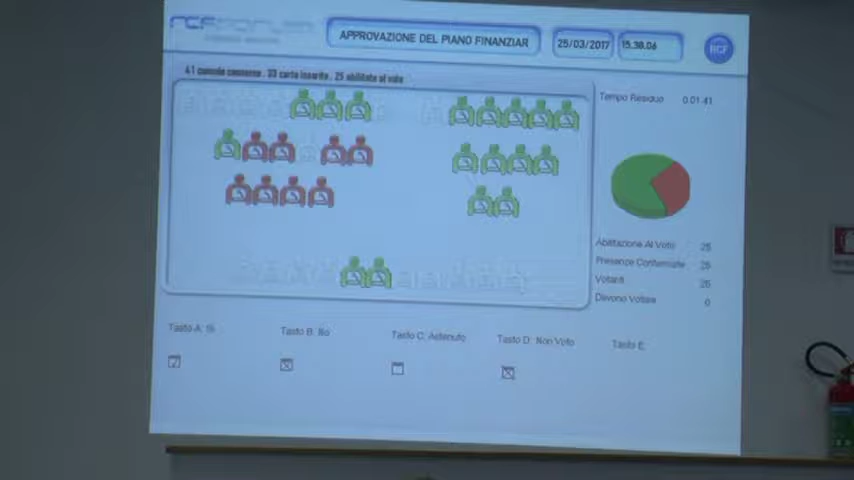 RCF FORUM
APPROVAZIONE DEL PIANO FINANZIAR
25/03/2017
15.38.06
RCF
41 console connesse . 33 carte inserite . 25 abilitate al voto
Tempo Residuo 0.01.41
Abilitazione Al Voto 25
Presenze Confermate 25
Votanti 25
Devono Votare 0
Tasto A: Si
Tasto B: No
Tasto C: Astenuto
Tasto D: Non Voto
Tasto E: